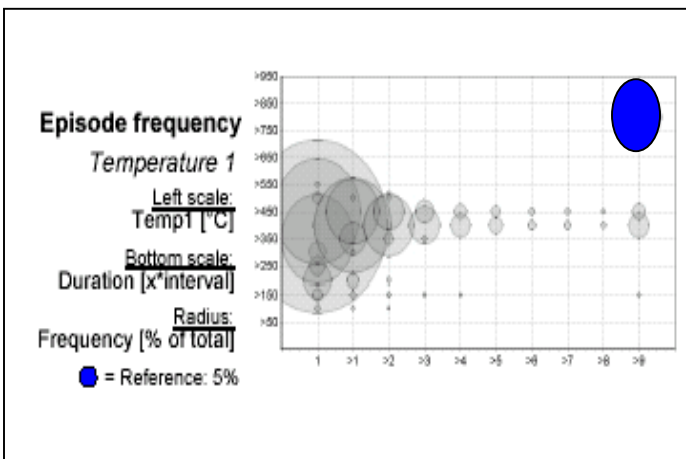 Episode frequency
Temperature 1
Left scale:
Temp1 [°C]
Bottom scale:
Duration [x*interval]
Radius:
Frequency [% of total]
= Reference: 5%
>950
>850
>750
>650
>550
>450
>350
>250
>150
>50
1 >1 >2 >3 >4 >5 >6 >7 >8 >9